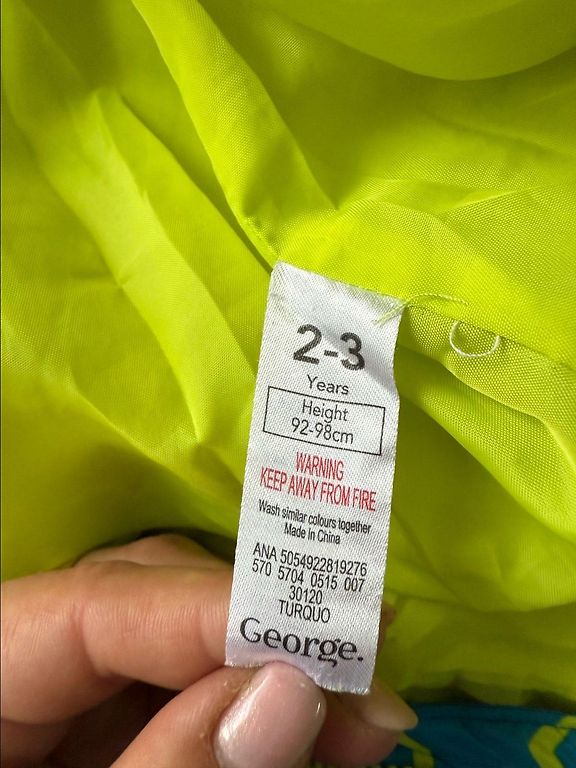 2-3
Years
Height
92-98cm
WARNING
KEEP AWAY FROM FIRE
Wash similar colours together
Made in China
ANA 5054922819276
570 5704 0515 007
30120
TURQUO
George.